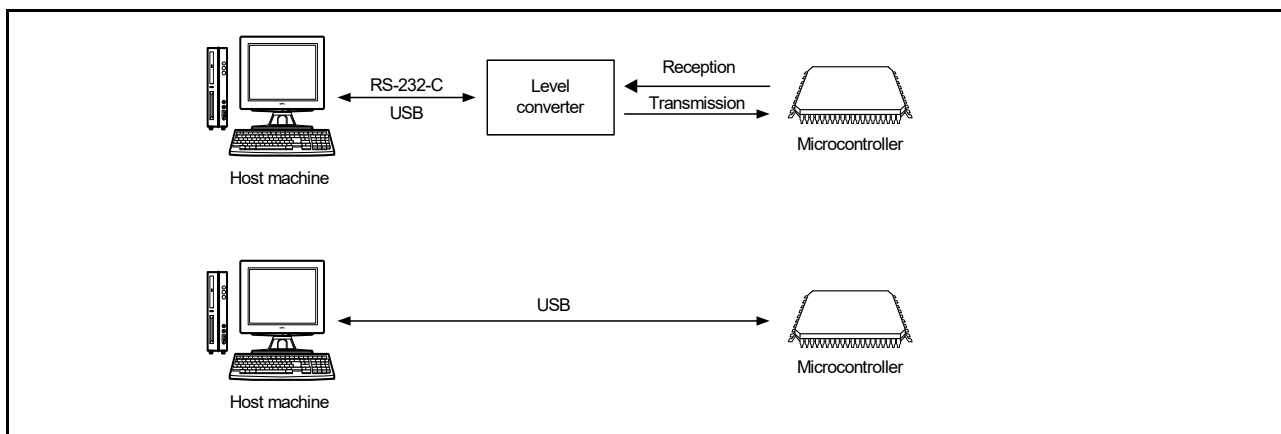 RS-232-C
USB
Level
converter
Reception
Transmission
Microcontroller
Host machine
USB
Microcontroller
Host machine